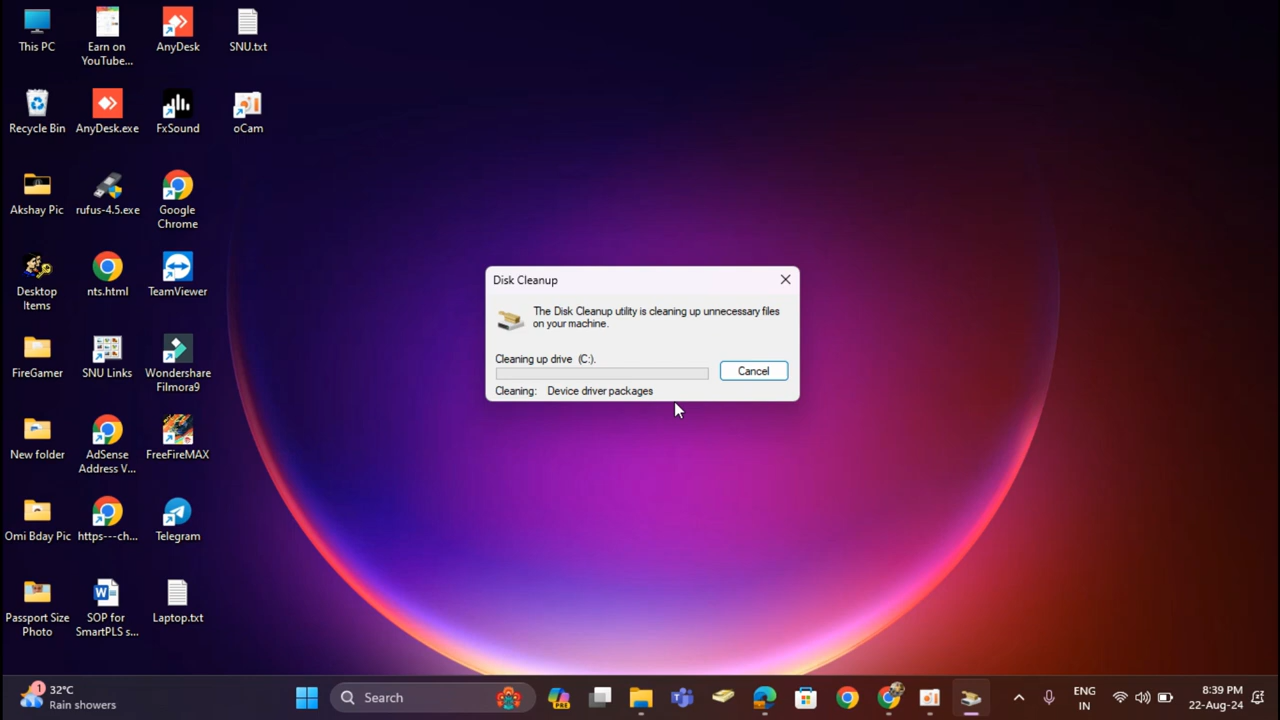 This PC
Earn on
YouTube...
AnyDesk
SNU.txt
Recycle Bin
AnyDesk.exe
FxSound
oCam
Akshay Pic
rufus-4.5.exe
Google
Chrome
Desktop
Items
nts.html
TeamViewer
FireGamer
SNU Links
Wondershare
Filmora9
New folder
AdSense
Address V...
FreeFireMAX
Omi Bday Pic
https---ch...
Telegram
Passport Size
Photo
SOP for
SmartPLS s...
Laptop.txt
Disk Cleanup
The Disk Cleanup utility is cleaning up unnecessary files
on your machine.
Cleaning up drive (C:).
Cancel
Cleaning: Device driver packages
1
32°C
Rain showers
Search
PRE
ENG
IN
8:39 PM
22-Aug-24